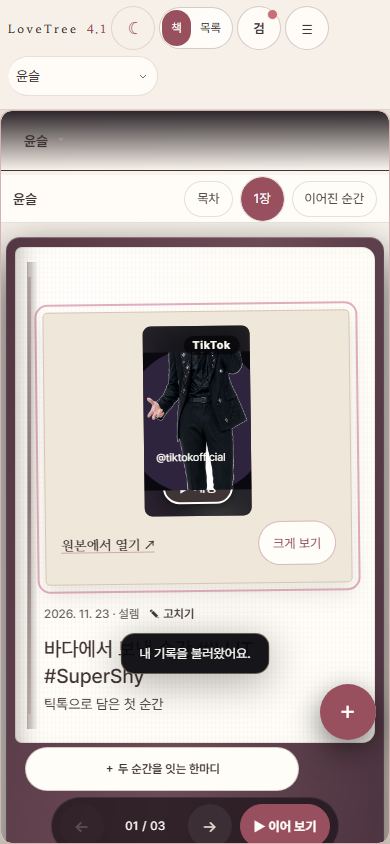 LoveTree 4.1
책 목록
검
윤슬
윤슬
윤슬
목차
1장
이어진 순간
TikTok
@tiktokofficial
원본에서 열기 ↗
크게 보기
2026. 11. 23 · 설렘 ✎ 고치기
바다에서
#SuperShy
내 기록을 불러왔어요.
틱톡으로 담은 첫 순간
+
+ 두 순간을 잇는 한마디
← 01 / 03 → ▶ 이어 보기